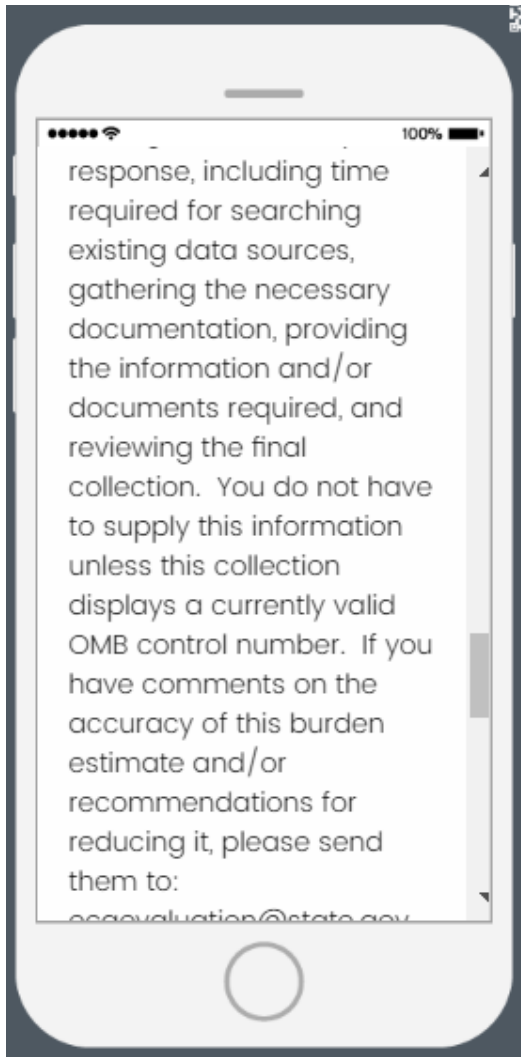 100%
response, including time
required for searching
existing data sources,
gathering the necessary
documentation, providing
the information and/or
documents required, and
reviewing the final
collection.  You do not have
to supply this information
unless this collection
displays a currently valid
OMB control number.  If you
have comments on the
accuracy of this burden
estimate and/or
recommendations for
reducing it, please send
them to:
ecaevaluation@state.gov